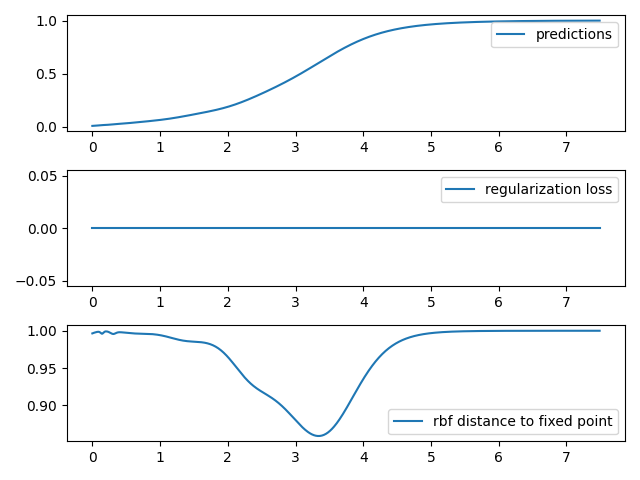 1.0
predictions
0.5
0.0
0 1 2 3 4 5 6 7
0.05
regularization loss
0.00
−0.05
0 1 2 3 4 5 6 7
1.00
0.95
0.90
rbf distance to fixed point
0 1 2 3 4 5 6 7